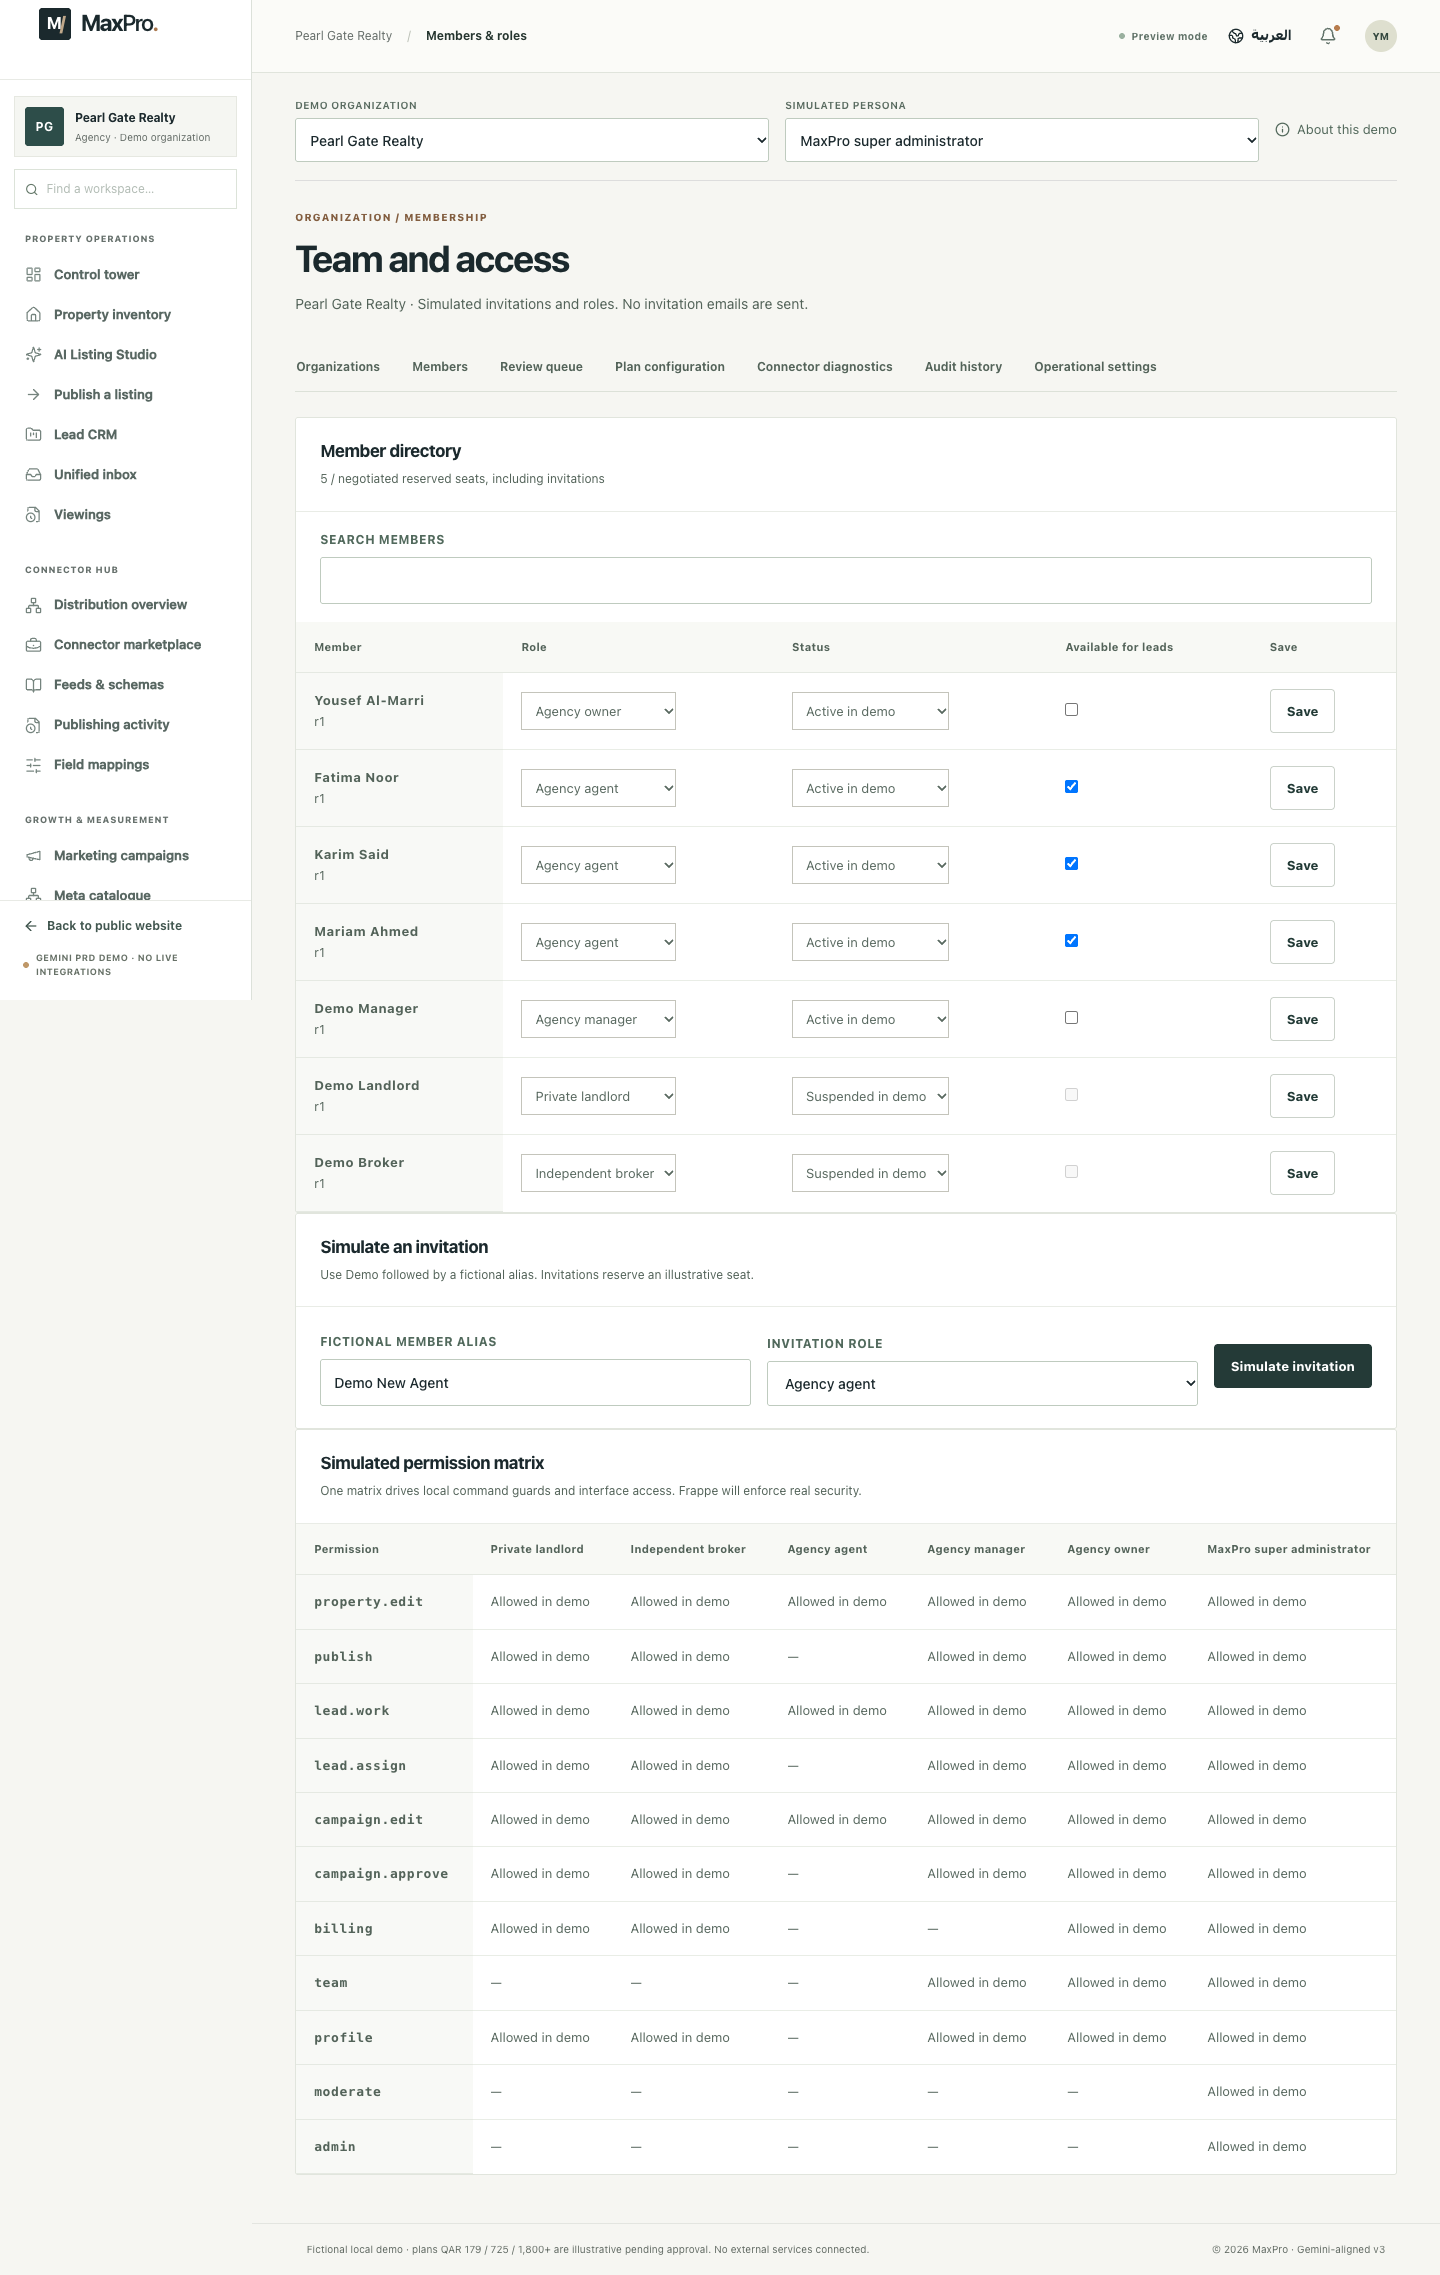 M/ MaxPro.
Pearl Gate Realty / Members & roles
Preview mode
العربية
YM
PG
Pearl Gate Realty
Agency · Demo organization
Find a workspace...
PROPERTY OPERATIONS
Control tower
Property inventory
AI Listing Studio
Publish a listing
Lead CRM
Unified inbox
Viewings
CONNECTOR HUB
Distribution overview
Connector marketplace
Feeds & schemas
Publishing activity
Field mappings
GROWTH & MEASUREMENT
Marketing campaigns
Meta catalogue
Back to public website
GEMINI PRD DEMO · NO LIVE
INTEGRATIONS
DEMO ORGANIZATION
Pearl Gate Realty
SIMULATED PERSONA
MaxPro super administrator
About this demo
ORGANIZATION / MEMBERSHIP
Team and access
Pearl Gate Realty · Simulated invitations and roles. No invitation emails are sent.
Organizations Members Review queue Plan configuration Connector diagnostics Audit history Operational settings
Member directory
5 / negotiated reserved seats, including invitations
SEARCH MEMBERS
Member Role Status Available for leads Save
Yousef Al-Marri
r1
Agency owner Active in demo Save
Fatima Noor
r1
Agency agent Active in demo Save
Karim Said
r1
Agency agent Active in demo Save
Mariam Ahmed
r1
Agency agent Active in demo Save
Demo Manager
r1
Agency manager Active in demo Save
Demo Landlord
r1
Private landlord Suspended in demo Save
Demo Broker
r1
Independent broker Suspended in demo Save
Simulate an invitation
Use Demo followed by a fictional alias. Invitations reserve an illustrative seat.
FICTIONAL MEMBER ALIAS
Demo New Agent
INVITATION ROLE
Agency agent
Simulate invitation
Simulated permission matrix
One matrix drives local command guards and interface access. Frappe will enforce real security.
Permission Private landlord Independent broker Agency agent Agency manager Agency owner MaxPro super administrator
property.edit Allowed in demo Allowed in demo Allowed in demo Allowed in demo Allowed in demo Allowed in demo
publish Allowed in demo Allowed in demo — Allowed in demo Allowed in demo Allowed in demo
lead.work Allowed in demo Allowed in demo Allowed in demo Allowed in demo Allowed in demo Allowed in demo
lead.assign Allowed in demo Allowed in demo — Allowed in demo Allowed in demo Allowed in demo
campaign.edit Allowed in demo Allowed in demo Allowed in demo Allowed in demo Allowed in demo Allowed in demo
campaign.approve Allowed in demo Allowed in demo — Allowed in demo Allowed in demo Allowed in demo
billing Allowed in demo Allowed in demo — — Allowed in demo Allowed in demo
team — — — Allowed in demo Allowed in demo Allowed in demo
profile Allowed in demo Allowed in demo — Allowed in demo Allowed in demo Allowed in demo
moderate — — — — — Allowed in demo
admin — — — — — Allowed in demo
Fictional local demo · plans QAR 179 / 725 / 1,800+ are illustrative pending approval. No external services connected.
© 2026 MaxPro · Gemini-aligned v3